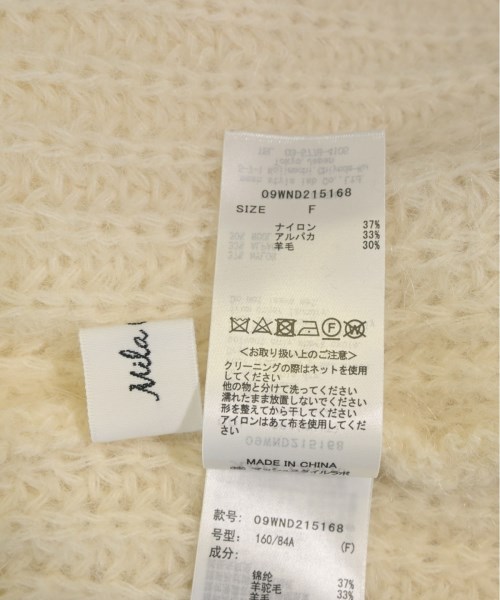 09WND215168
SIZE F
ナイロン 37%
アルパカ 33%
羊毛 30%
<お取り扱い上のご注意>
クリーニングの際はネットを使用
してください
他の物と分けて洗ってください
濡れたまま放置しないでください
形を整えてから干してください
アイロンはあて布を使用してくだ
さい
MADE IN CHINA
Mila
款号: 09WND215168
号型: 160/84A (F)
成分:
锦纶 37%
羊驼毛 33%
羊毛